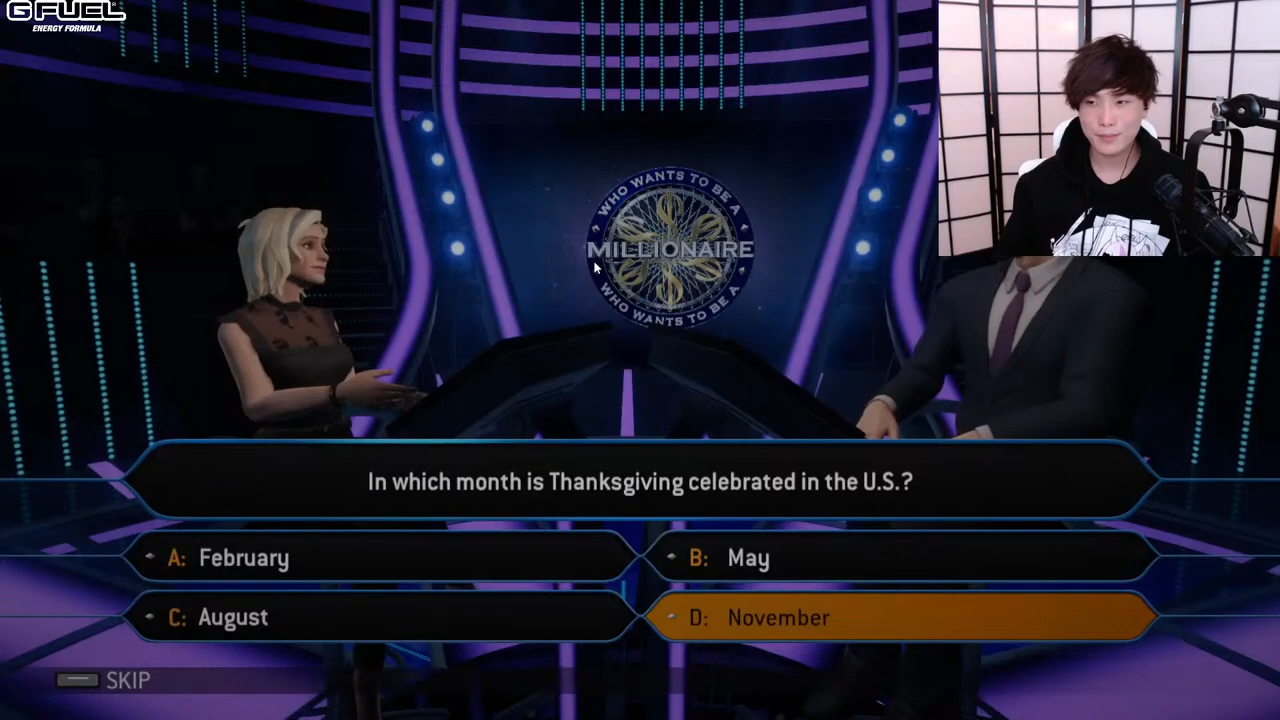 G FUEL
ENERGY FORMULA
WHO WANTS TO BE A
MILLIONAIRE
WHO WANTS TO BE A
In which month is Thanksgiving celebrated in the U.S.?
A: February
B: May
C: August
D: November
SKIP